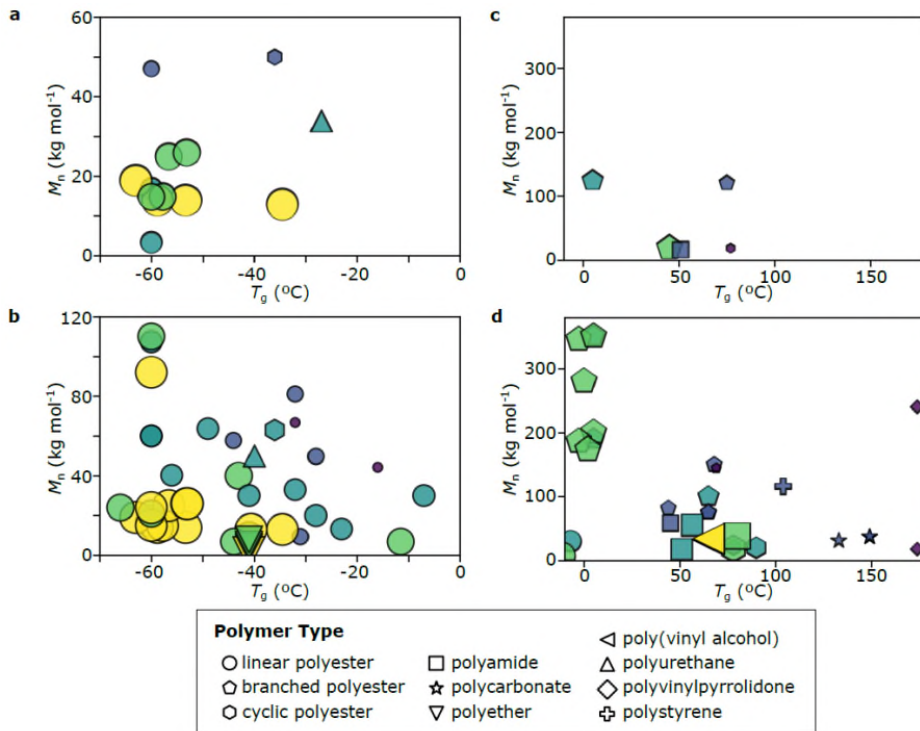 a
60
40
20
0
Mn (kg mol⁻¹)
-60
-40
-20
0
Tg (ºC)
c
300
200
100
0
Mn (kg mol⁻¹)
0
50
100
150
Tg (ºC)
b
120
80
40
0
Mn (kg mol⁻¹)
-60
-40
-20
0
Tg (ºC)
d
300
200
100
0
Mn (kg mol⁻¹)
0
50
100
150
Tg (ºC)
Polymer Type
linear polyester
branched polyester
cyclic polyester
polyamide
polycarbonate
polyether
poly(vinyl alcohol)
polyurethane
polyvinylpyrrolidone
polystyrene